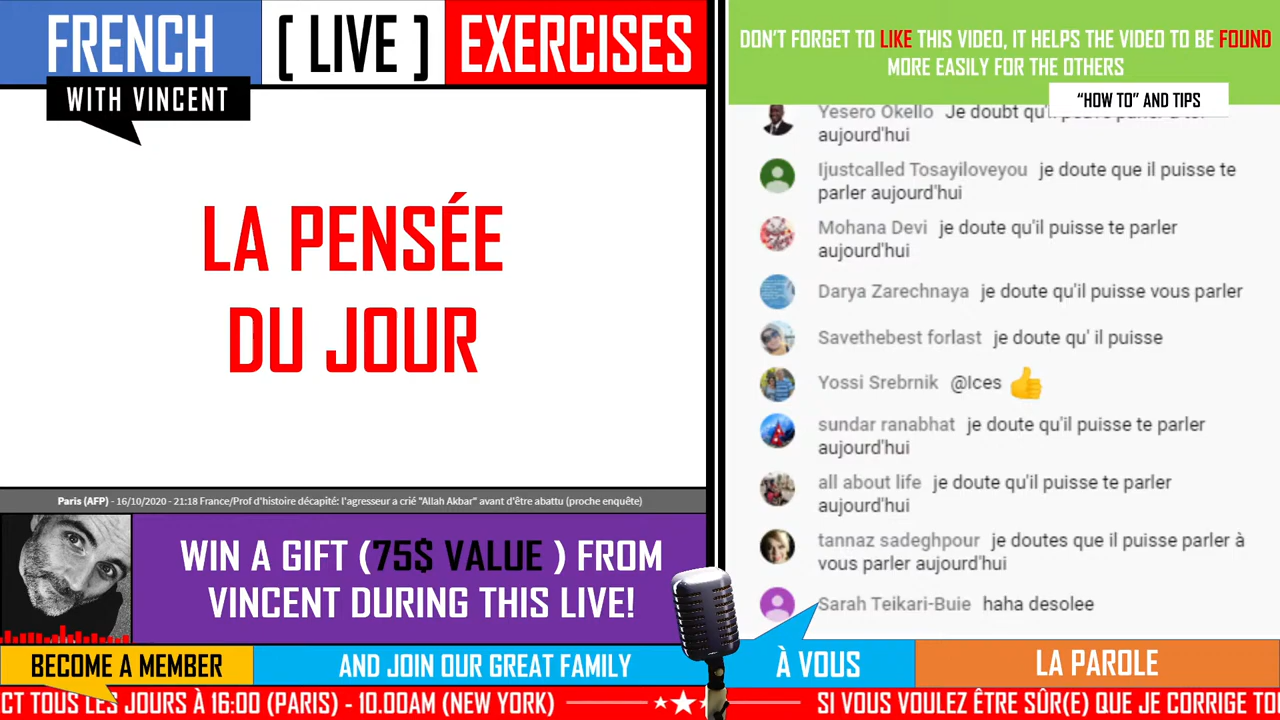 FRENCH
[ LIVE ]
EXERCISES
WITH VINCENT
LA PENSÉE
DU JOUR
Paris (AFP) - 16/10/2020 - 21:18 France/Prof d'histoire décapité: l'agresseur a crié "Allah Akbar" avant d'être abattu (proche enquête)
WIN A GIFT (75$ VALUE ) FROM
VINCENT DURING THIS LIVE!
BECOME A MEMBER
AND JOIN OUR GREAT FAMILY
DON'T FORGET TO LIKE THIS VIDEO, IT HELPS THE VIDEO TO BE FOUND
MORE EASILY FOR THE OTHERS
"HOW TO" AND TIPS
Yesero Okello Je doubt
aujourd'hui
Ijustcalled Tosayiloveyou je doute que il puisse te
parler aujourd'hui
Mohana Devi je doute qu'il puisse te parler
aujourd'hui
Darya Zarechnaya je doute qu'il puisse vous parler
Savethebest forlast je doute qu' il puisse
Yossi Srebrnik @Ices 👍
sundar ranabhat je doute qu'il puisse te parler
aujourd'hui
all about life je doute qu'il puisse te parler
aujourd'hui
tannaz sadeghpour je doutes que il puisse parler à
vous parler aujourd'hui
Sarah Teikari-Buie haha desolee
À VOUS
LA PAROLE
CT TOUS LES JOURS À 16:00 (PARIS) - 10.00AM (NEW YORK)
SI VOUS VOULEZ ÊTRE SÛR(E) QUE JE CORRIGE TO